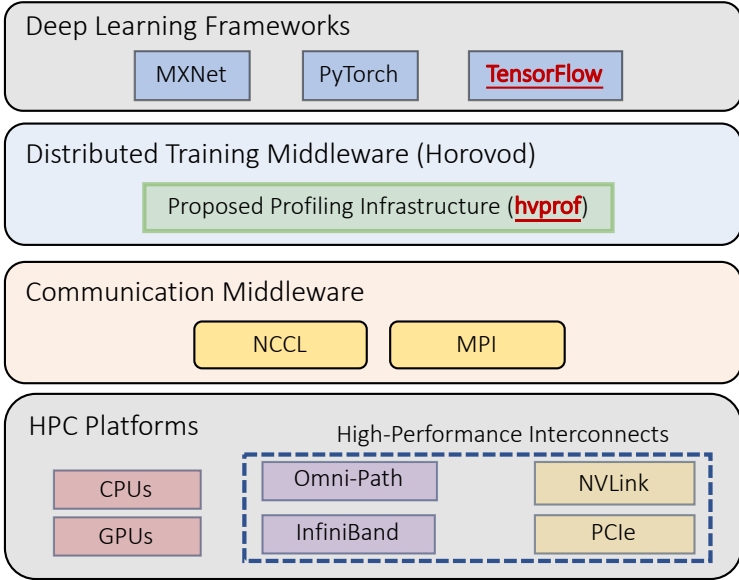 Deep Learning Frameworks
MXNet
PyTorch
TensorFlow
Distributed Training Middleware (Horovod)
Proposed Profiling Infrastructure (hvprof)
Communication Middleware
NCCL
MPI
HPC Platforms
High-Performance Interconnects
CPUs
GPUs
Omni-Path
NVLink
InfiniBand
PCIe